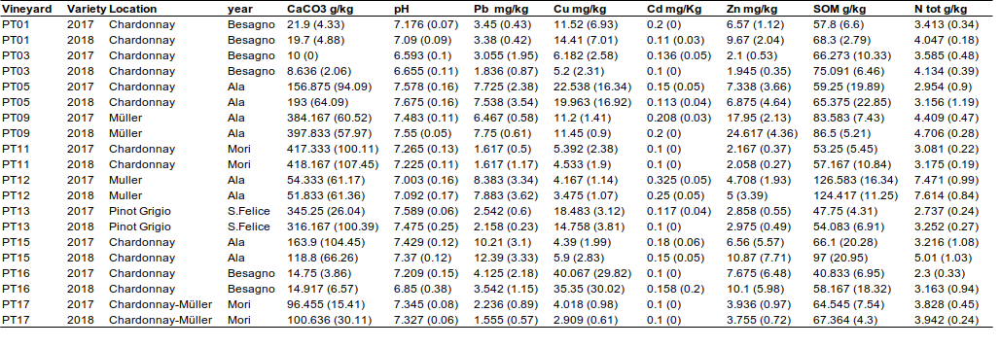 Vineyard Variety Location year CaCO3 g/kg pH Pb mg/kg Cu mg/kg Cd mg/Kg Zn mg/kg SOM g/kg N tot g/kg
PT01 2017 Chardonnay Besagno 21.9 (4.33) 7.176 (0.07) 3.45 (0.43) 11.52 (6.93) 0.2 (0) 6.57 (1.12) 57.8 (6.6) 3.413 (0.34)
PT01 2018 Chardonnay Besagno 19.7 (4.88) 7.09 (0.09) 3.38 (0.42) 14.41 (7.01) 0.11 (0.03) 9.67 (2.04) 68.3 (2.79) 4.047 (0.18)
PT03 2017 Chardonnay Besagno 10 (0) 6.593 (0.1) 3.055 (1.95) 6.182 (2.58) 0.136 (0.05) 2.1 (0.53) 66.273 (10.33) 3.585 (0.48)
PT03 2018 Chardonnay Besagno 8.636 (2.06) 6.655 (0.11) 1.836 (0.87) 5.2 (2.31) 0.1 (0) 1.945 (0.35) 75.091 (6.46) 4.134 (0.39)
PT05 2017 Chardonnay Ala 156.875 (94.09) 7.578 (0.16) 7.725 (2.38) 22.538 (16.34) 0.15 (0.05) 7.338 (3.66) 59.25 (19.89) 2.954 (0.9)
PT05 2018 Chardonnay Ala 193 (64.09) 7.675 (0.16) 7.538 (3.54) 19.963 (16.92) 0.113 (0.04) 6.875 (4.64) 65.375 (22.85) 3.156 (1.19)
PT09 2017 Müller Ala 384.167 (60.52) 7.483 (0.11) 6.467 (0.58) 11.2 (1.41) 0.208 (0.03) 17.95 (2.13) 83.583 (7.43) 4.409 (0.47)
PT09 2018 Müller Ala 397.833 (57.97) 7.55 (0.05) 7.75 (0.61) 11.45 (0.9) 0.2 (0) 24.617 (4.36) 86.5 (5.21) 4.706 (0.28)
PT11 2017 Chardonnay Mori 417.333 (100.11) 7.265 (0.13) 1.617 (0.5) 5.392 (2.38) 0.1 (0) 2.167 (0.37) 53.25 (5.45) 3.081 (0.22)
PT11 2018 Chardonnay Mori 418.167 (107.45) 7.225 (0.11) 1.617 (1.17) 4.533 (1.9) 0.1 (0) 2.058 (0.27) 57.167 (10.84) 3.175 (0.19)
PT12 2017 Muller Ala 54.333 (61.17) 7.003 (0.16) 8.383 (3.34) 4.167 (1.14) 0.325 (0.05) 4.708 (1.93) 126.583 (16.34) 7.471 (0.99)
PT12 2018 Muller Ala 51.833 (61.36) 7.092 (0.17) 7.883 (3.62) 3.475 (1.07) 0.25 (0.05) 5 (3.39) 124.417 (11.25) 7.614 (0.84)
PT13 2017 Pinot Grigio S.Felice 345.25 (26.04) 7.589 (0.06) 2.542 (0.6) 18.483 (3.12) 0.117 (0.04) 2.858 (0.55) 47.75 (4.31) 2.737 (0.24)
PT13 2018 Pinot Grigio S.Felice 316.167 (100.39) 7.475 (0.25) 2.158 (0.23) 14.758 (3.81) 0.1 (0) 2.975 (0.49) 54.083 (6.91) 3.252 (0.27)
PT15 2017 Chardonnay Ala 163.9 (104.45) 7.429 (0.12) 10.21 (3.1) 4.39 (1.99) 0.18 (0.06) 6.56 (5.57) 66.1 (20.28) 3.216 (1.08)
PT15 2018 Chardonnay Ala 118.8 (66.26) 7.37 (0.12) 12.39 (3.33) 5.9 (2.83) 0.15 (0.05) 10.87 (7.71) 97 (20.95) 5.01 (1.03)
PT16 2017 Chardonnay Besagno 14.75 (3.86) 7.209 (0.15) 4.125 (2.18) 40.067 (29.82) 0.1 (0) 7.675 (6.48) 40.833 (6.95) 2.3 (0.33)
PT16 2018 Chardonnay Besagno 14.917 (6.57) 6.85 (0.38) 3.542 (1.15) 35.35 (30.02) 0.158 (0.2) 10.1 (5.98) 58.167 (18.32) 3.163 (0.94)
PT17 2017 Chardonnay-Müller Mori 96.455 (15.41) 7.345 (0.08) 2.236 (0.89) 4.018 (0.98) 0.1 (0) 3.936 (0.97) 64.545 (7.54) 3.828 (0.45)
PT17 2018 Chardonnay-Müller Mori 100.636 (30.11) 7.327 (0.06) 1.555 (0.57) 2.909 (0.61) 0.1 (0) 3.755 (0.72) 67.364 (4.3) 3.942 (0.24)